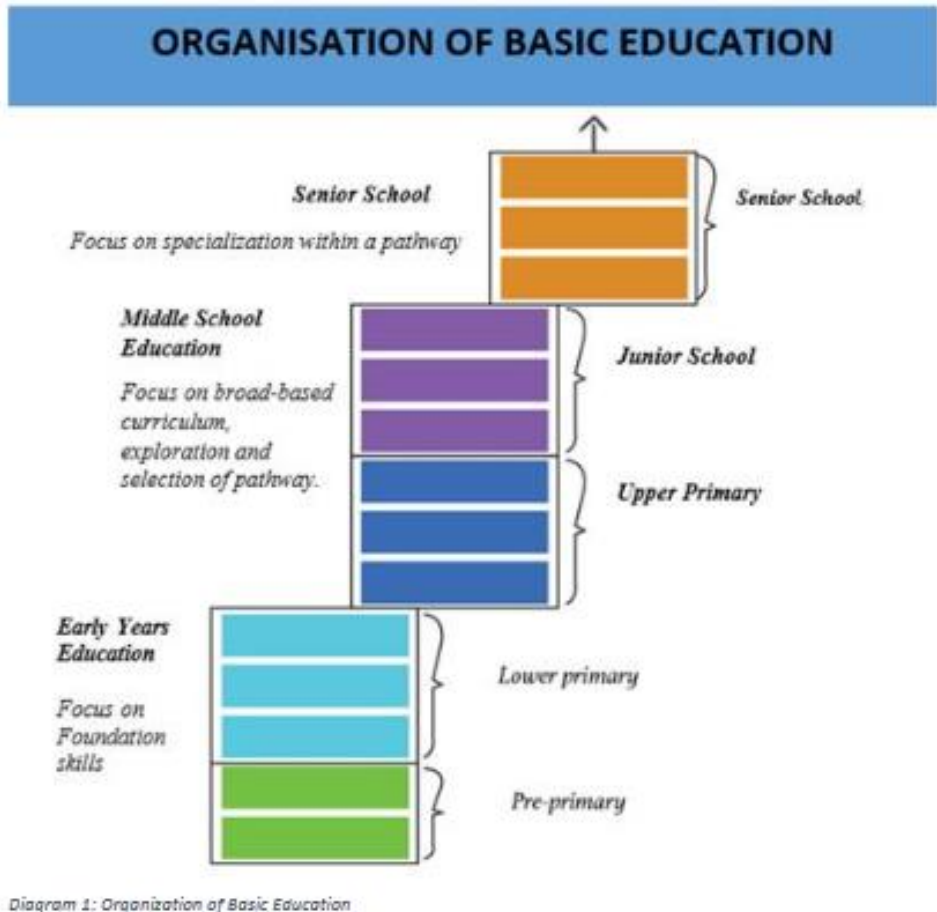 ORGANISATION OF BASIC EDUCATION
Senior School
Senior School
Focus on specialization within a pathway
Middle School
Education
Junior School
Focus on broad-based
curriculum,
exploration and
selection of pathway.
Upper Primary
Early Years
Education
Lower primary
Focus on
Foundation
skills
Pre-primary
Diagram 1: Organization of Basic Education